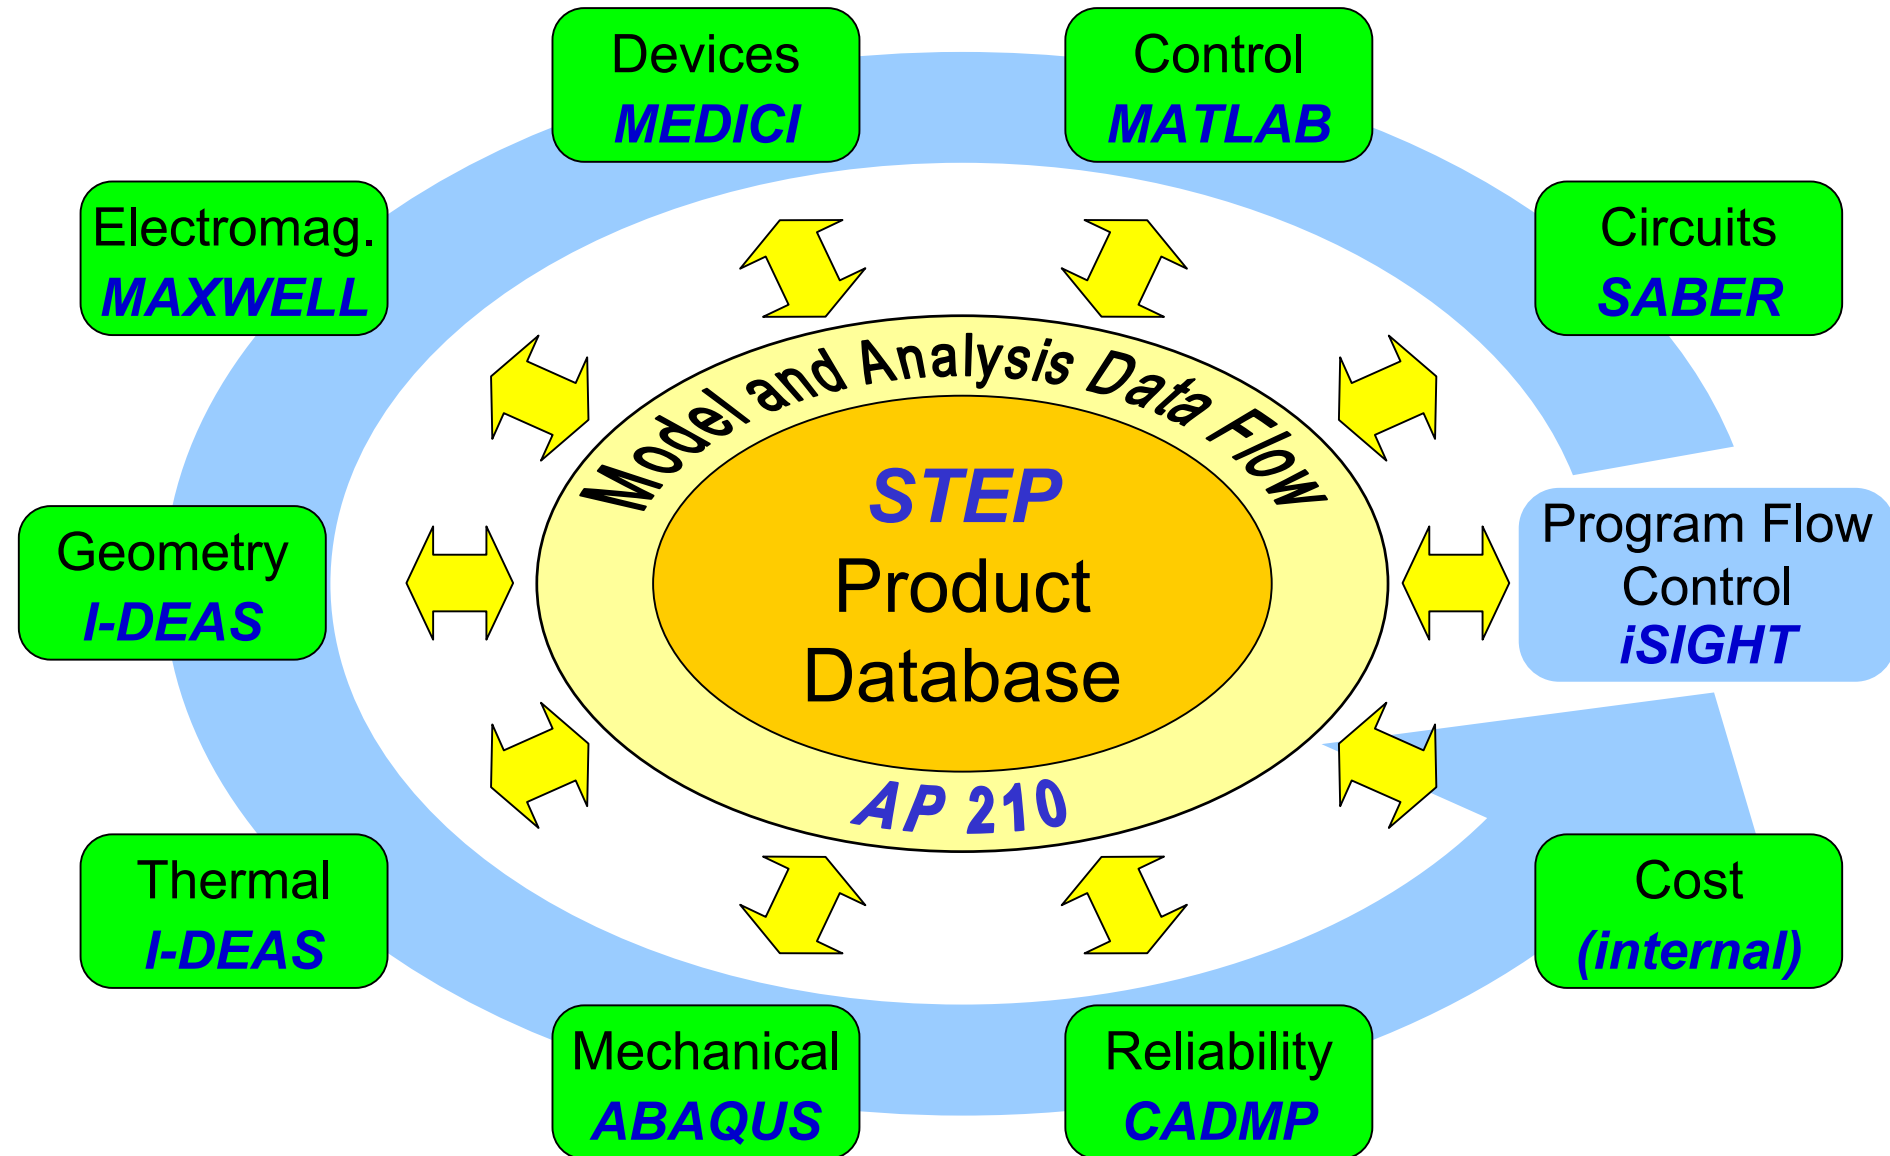 Devices
MEDICI
Control
MATLAB
Electromag.
MAXWELL
Circuits
SABER
Model and Analysis Data Flow
STEP
Product
Database
AP 210
Geometry
I-DEAS
Program Flow
Control
iSIGHT
Thermal
I-DEAS
Cost
(internal)
Mechanical
ABAQUS
Reliability
CADMP